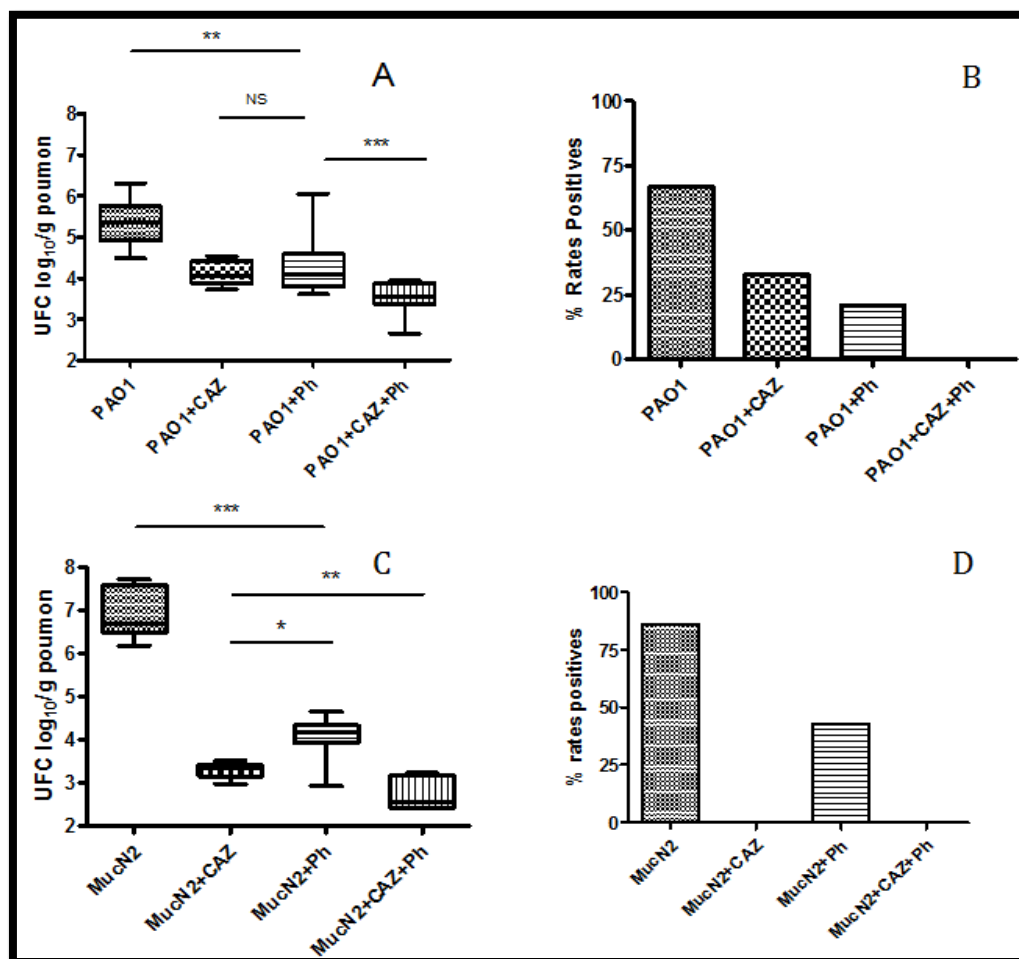 **
A
NS
***
8
7
6
5
4
3
2
UFC log10/g poumon
PAO1
PAO1+CAZ
PAO1+Ph
PAO1+CAZ+Ph
B
100
75
50
25
0
% Rates Positives
PAO1
PAO1+CAZ
PAO1+Ph
PAO1+CAZ+Ph
***
C
**
*
8
7
6
5
4
3
2
UFC log10/g poumon
MucN2
MucN2+CAZ
MucN2+Ph
MucN2+CAZ+Ph
D
100
75
50
25
0
% rates positives
MucN2
MucN2+CAZ
MucN2+Ph
MucN2+CAZ+Ph